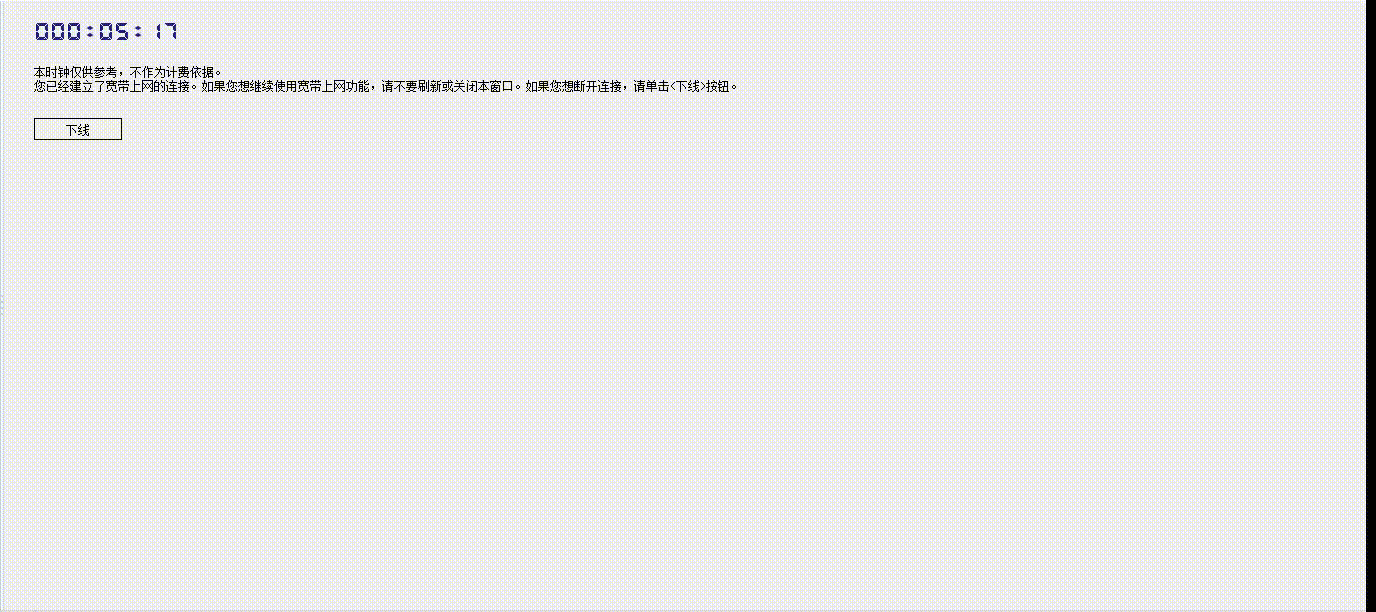 000:05:17
本时钟仅供参考，不作为计费依据。
您已经建立了宽带上网的连接。如果您想继续使用宽带上网功能，请不要刷新或关闭本窗口。如果您想断开连接，请单击<下线>按钮。
下线